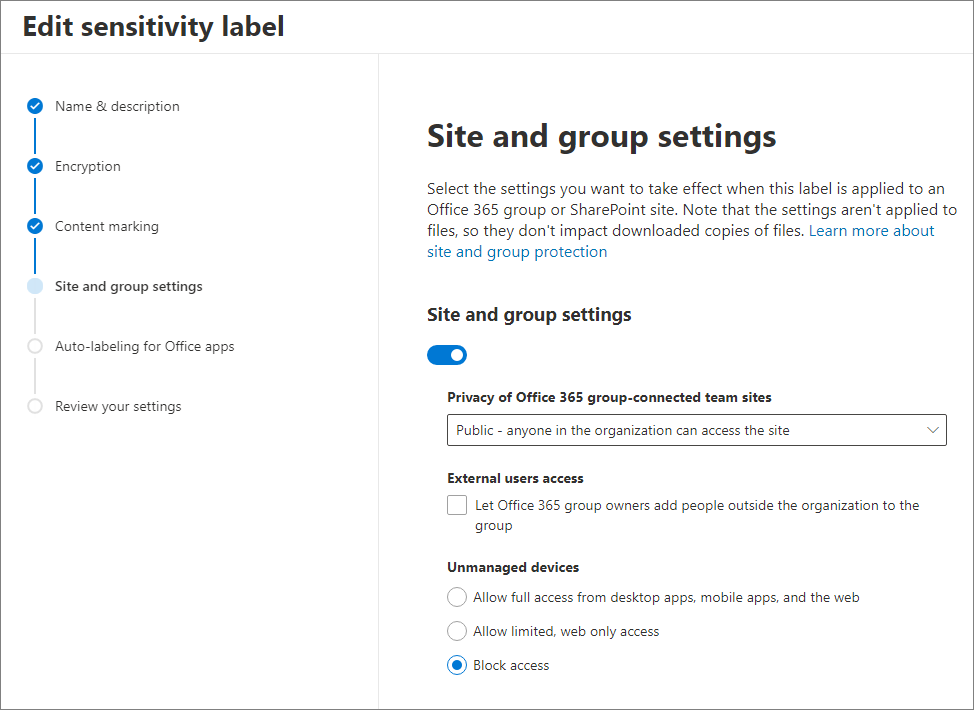 Edit sensitivity label
Name & description
Encryption
Content marking
Site and group settings
Auto-labeling for Office apps
Review your settings
Site and group settings
Select the settings you want to take effect when this label is applied to an
Office 365 group or SharePoint site. Note that the settings aren't applied to
files, so they don't impact downloaded copies of files. Learn more about
site and group protection
Site and group settings
Privacy of Office 365 group-connected team sites
Public - anyone in the organization can access the site
External users access
Let Office 365 group owners add people outside the organization to the
group
Unmanaged devices
Allow full access from desktop apps, mobile apps, and the web
Allow limited, web only access
Block access